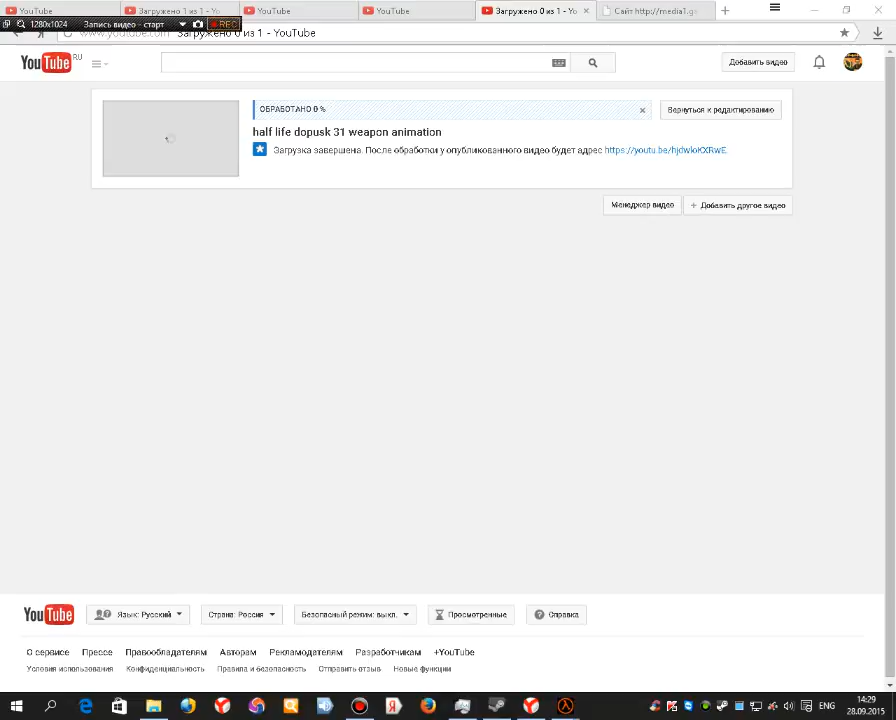 YouTube
Загружено 1 из 1 - Yo
YouTube
YouTube
Загружено 0 из 1 - Yo
Сайт http://media1.ga
1280x1024 Запись видео - старт REC
www.youtube.com Загружено 0 из 1 - YouTube
YouTube RU
Добавить видео
ОБРАБОТАНО 0 %
Вернуться к редактированию
half life dopusk 31 weapon animation
Загрузка завершена. После обработки у опубликованного видео будет адрес
Менеджер видео
+ Добавить другое видео
YouTube
Язык: Русский
Страна: Россия
Безопасный режим: выкл.
Просмотренные
Справка
О сервисе Прессе Правообладателям Авторам Рекламодателям Разработчикам +YouTube
Условия использования Конфиденциальность Правила и безопасность Отправить отзыв Новые функции
ENG
14:29
28.09.2015